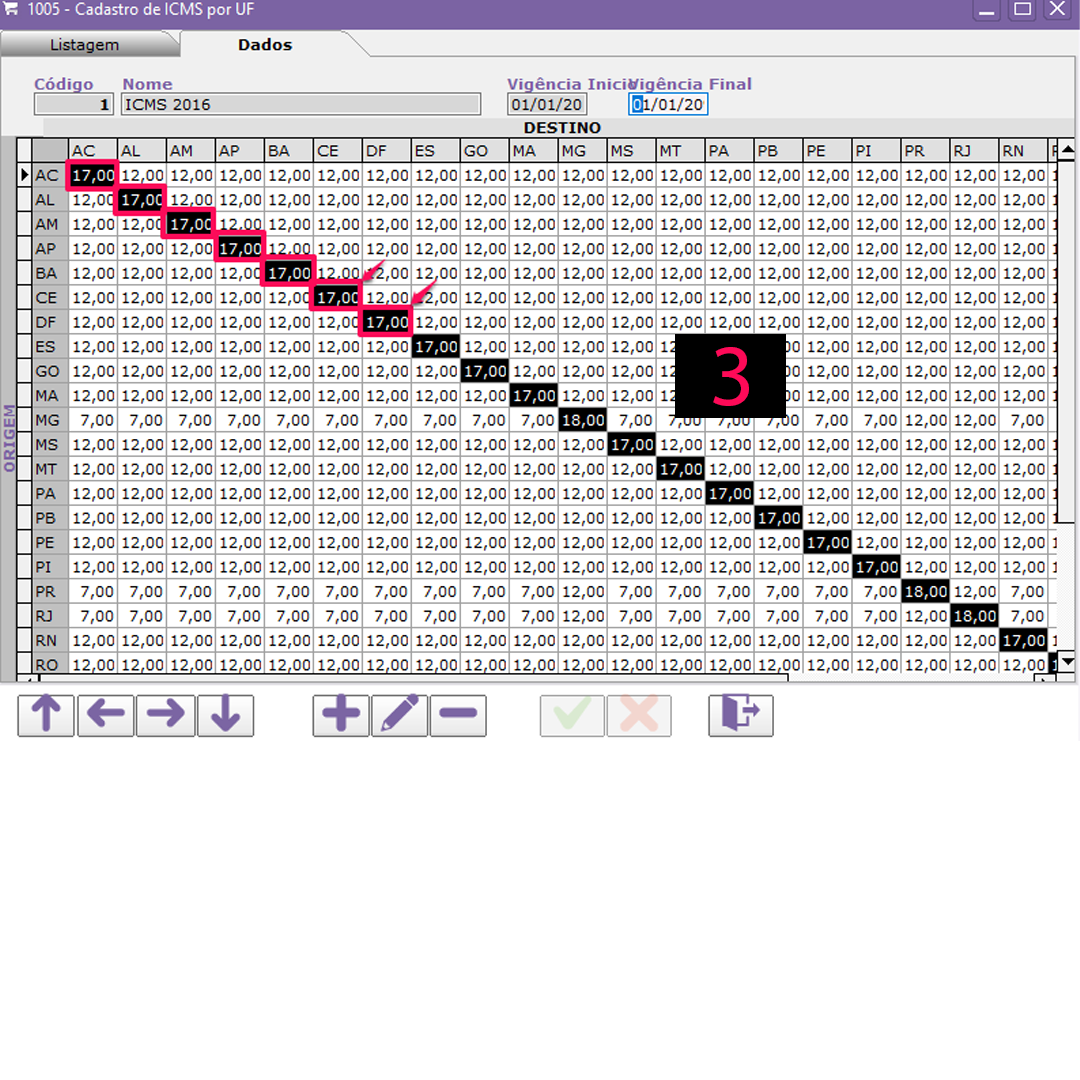 1005 - Cadastro de ICMS por UF
Listagem Dados
Código Nome Vigência Inicio Vigência Final
1 ICMS 2016 01/01/20 01/01/20
DESTINO
AC AL AM AP BA CE DF ES GO MA MG MS MT PA PB PE PI PR RJ RN
AC 17,00 12,00 12,00 12,00 12,00 12,00 12,00 12,00 12,00 12,00 12,00 12,00 12,00 12,00 12,00 12,00 12,00 12,00 12,00 12,00
AL 12,00 17,00 12,00 12,00 12,00 12,00 12,00 12,00 12,00 12,00 12,00 12,00 12,00 12,00 12,00 12,00 12,00 12,00 12,00 12,00
AM 12,00 12,00 17,00 12,00 12,00 12,00 12,00 12,00 12,00 12,00 12,00 12,00 12,00 12,00 12,00 12,00 12,00 12,00 12,00 12,00
AP 12,00 12,00 12,00 17,00 12,00 12,00 12,00 12,00 12,00 12,00 12,00 12,00 12,00 12,00 12,00 12,00 12,00 12,00 12,00 12,00
BA 12,00 12,00 12,00 12,00 17,00 12,00 12,00 12,00 12,00 12,00 12,00 12,00 12,00 12,00 12,00 12,00 12,00 12,00 12,00 12,00
CE 12,00 12,00 12,00 12,00 12,00 17,00 12,00 12,00 12,00 12,00 12,00 12,00 12,00 12,00 12,00 12,00 12,00 12,00 12,00 12,00
DF 12,00 12,00 12,00 12,00 12,00 12,00 17,00 12,00 12,00 12,00 12,00 12,00 12,00 12,00 12,00 12,00 12,00 12,00 12,00 12,00
ES 12,00 12,00 12,00 12,00 12,00 12,00 12,00 17,00 12,00 12,00 12,00 12,00 12,00 12,00 12,00 12,00 12,00
GO 12,00 12,00 12,00 12,00 12,00 12,00 12,00 12,00 17,00 12,00 12,00 12,00 12,00 12,00 12,00 12,00 12,00
3
MA 12,00 12,00 12,00 12,00 12,00 12,00 12,00 12,00 12,00 17,00 12,00 12,00 12,00 12,00 12,00 12,00 12,00
MG 7,00 7,00 7,00 7,00 7,00 7,00 7,00 7,00 7,00 7,00 18,00 7,00 7,00 7,00 7,00 7,00 7,00 12,00 12,00 7,00
MS 12,00 12,00 12,00 12,00 12,00 12,00 12,00 12,00 12,00 12,00 12,00 17,00 12,00 12,00 12,00 12,00 12,00 12,00 12,00 12,00
MT 12,00 12,00 12,00 12,00 12,00 12,00 12,00 12,00 12,00 12,00 12,00 12,00 17,00 12,00 12,00 12,00 12,00 12,00 12,00 12,00
PA 12,00 12,00 12,00 12,00 12,00 12,00 12,00 12,00 12,00 12,00 12,00 12,00 12,00 17,00 12,00 12,00 12,00 12,00 12,00 12,00
PB 12,00 12,00 12,00 12,00 12,00 12,00 12,00 12,00 12,00 12,00 12,00 12,00 12,00 12,00 17,00 12,00 12,00 12,00 12,00 12,00
PE 12,00 12,00 12,00 12,00 12,00 12,00 12,00 12,00 12,00 12,00 12,00 12,00 12,00 12,00 12,00 17,00 12,00 12,00 12,00 12,00
PI 12,00 12,00 12,00 12,00 12,00 12,00 12,00 12,00 12,00 12,00 12,00 12,00 12,00 12,00 12,00 12,00 17,00 12,00 12,00 12,00
PR 7,00 7,00 7,00 7,00 7,00 7,00 7,00 7,00 7,00 7,00 12,00 7,00 7,00 7,00 7,00 7,00 7,00 18,00 12,00 7,00
RJ 7,00 7,00 7,00 7,00 7,00 7,00 7,00 7,00 7,00 7,00 12,00 7,00 7,00 7,00 7,00 7,00 7,00 12,00 18,00 7,00
RN 12,00 12,00 12,00 12,00 12,00 12,00 12,00 12,00 12,00 12,00 12,00 12,00 12,00 12,00 12,00 12,00 12,00 12,00 12,00 17,00
RO 12,00 12,00 12,00 12,00 12,00 12,00 12,00 12,00 12,00 12,00 12,00 12,00 12,00 12,00 12,00 12,00 12,00 12,00 12,00 12,00
ORIGEM